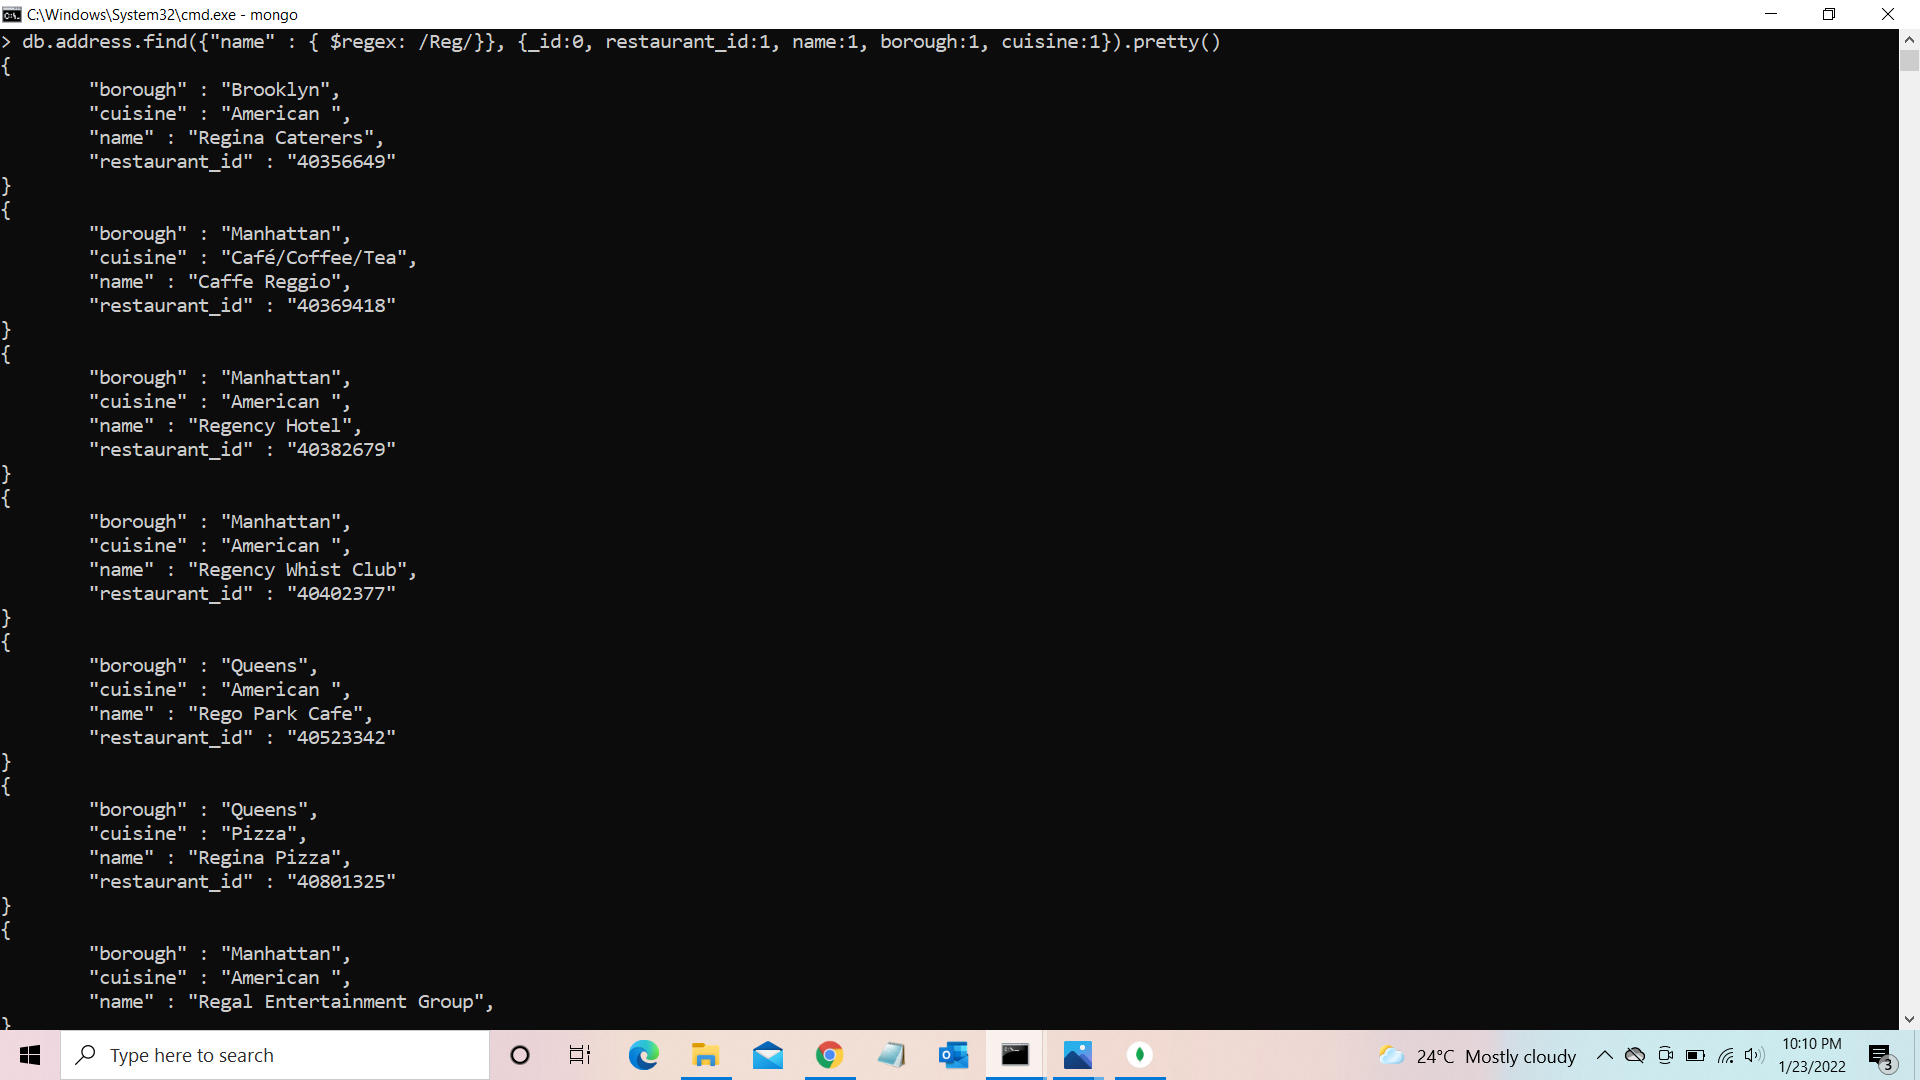 C:\Windows\System32\cmd.exe - mongo
> db.address.find({"name" : { $regex: /Reg/}}, {_id:0, restaurant_id:1, name:1, borough:1, cuisine:1}).pretty()
{
"borough" : "Brooklyn",
"cuisine" : "American ",
"name" : "Regina Caterers",
"restaurant_id" : "40356649"
}
{
"borough" : "Manhattan",
"cuisine" : "Café/Coffee/Tea",
"name" : "Caffe Reggio",
"restaurant_id" : "40369418"
}
{
"borough" : "Manhattan",
"cuisine" : "American ",
"name" : "Regency Hotel",
"restaurant_id" : "40382679"
}
{
"borough" : "Manhattan",
"cuisine" : "American ",
"name" : "Regency Whist Club",
"restaurant_id" : "40402377"
}
{
"borough" : "Queens",
"cuisine" : "American ",
"name" : "Rego Park Cafe",
"restaurant_id" : "40523342"
}
{
"borough" : "Queens",
"cuisine" : "Pizza",
"name" : "Regina Pizza",
"restaurant_id" : "40801325"
}
{
"borough" : "Manhattan",
"cuisine" : "American ",
"name" : "Regal Entertainment Group",
}
Type here to search
24°C Mostly cloudy
10:10 PM
1/23/2022
3